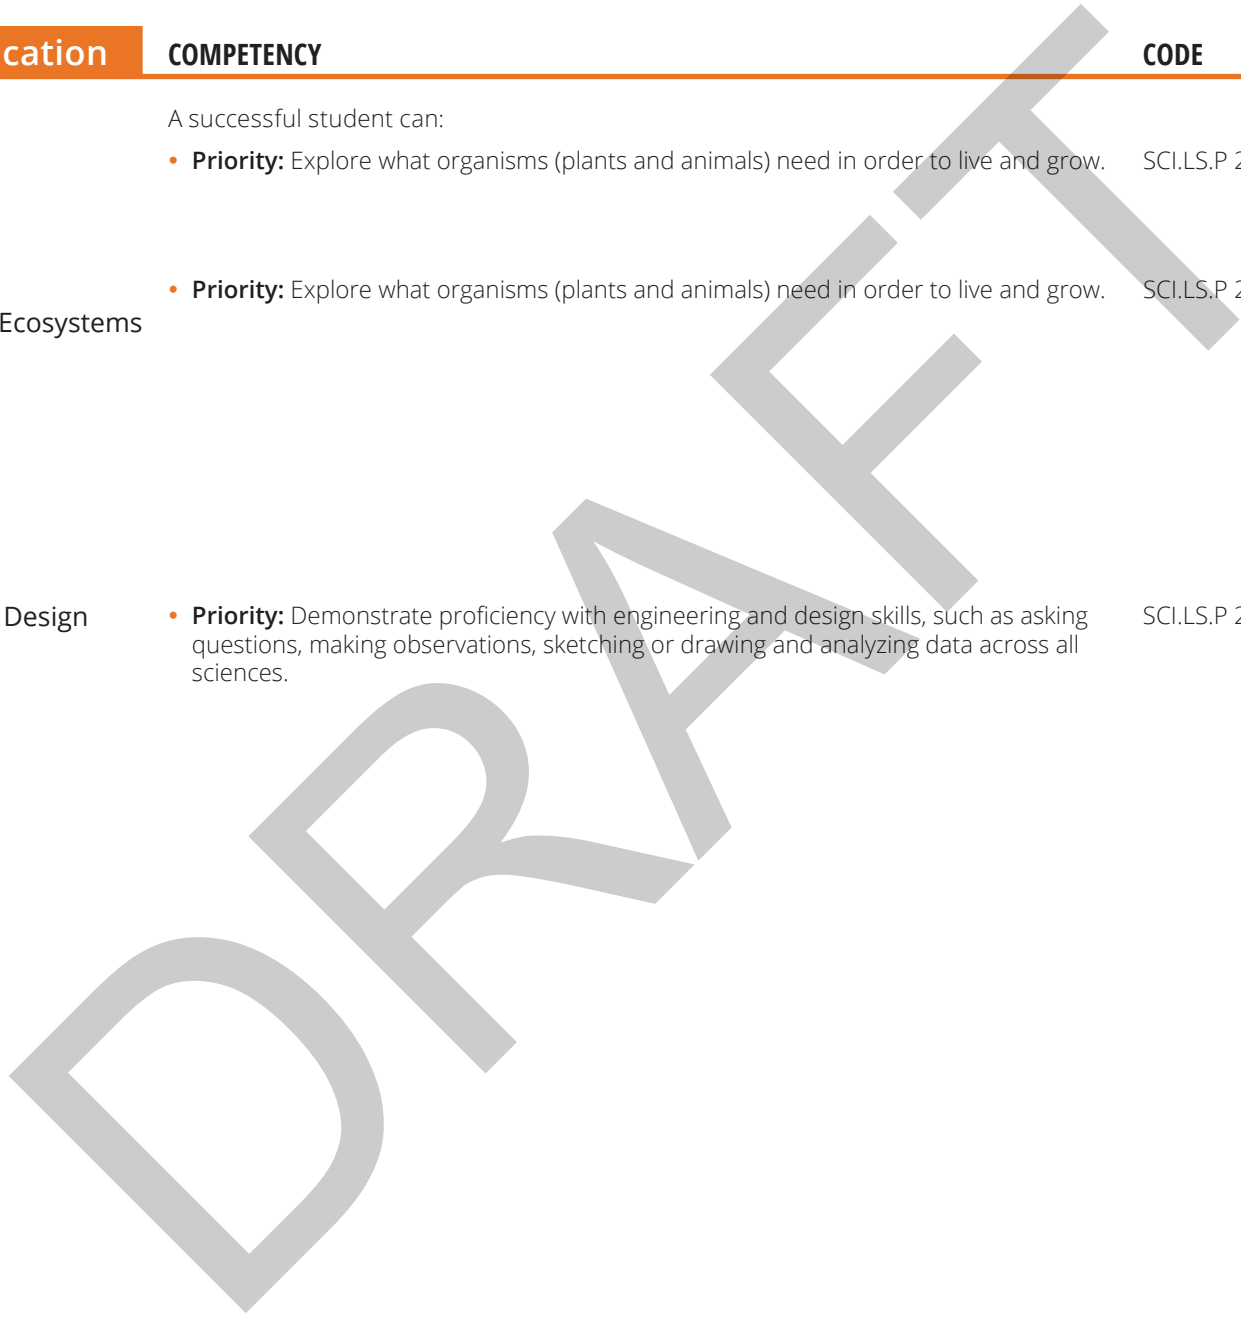 cation COMPETENCY CODE
A successful student can:
• Priority: Explore what organisms (plants and animals) need in order to live and grow. SCI.LS.P 2
• Priority: Explore what organisms (plants and animals) need in order to live and grow. SCI.LS.P 2
Ecosystems
Design • Priority: Demonstrate proficiency with engineering and design skills, such as asking SCI.LS.P 2
questions, making observations, sketching or drawing and analyzing data across all
sciences.
DRAFT